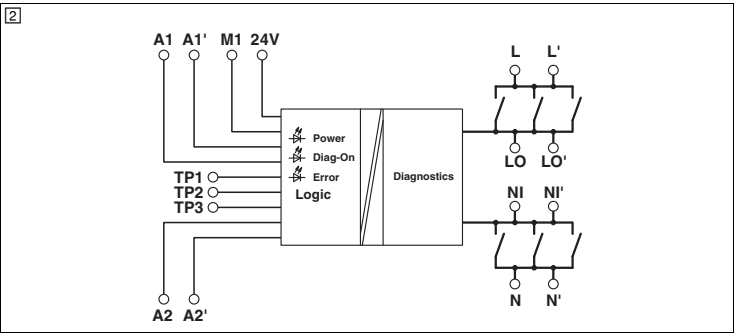 2
A1 A1' M1 24V
L L'
Power
Diag-On
Error
Logic
Diagnostics
TP1
TP2
TP3
LO LO'
NI NI'
N N'
A2 A2'